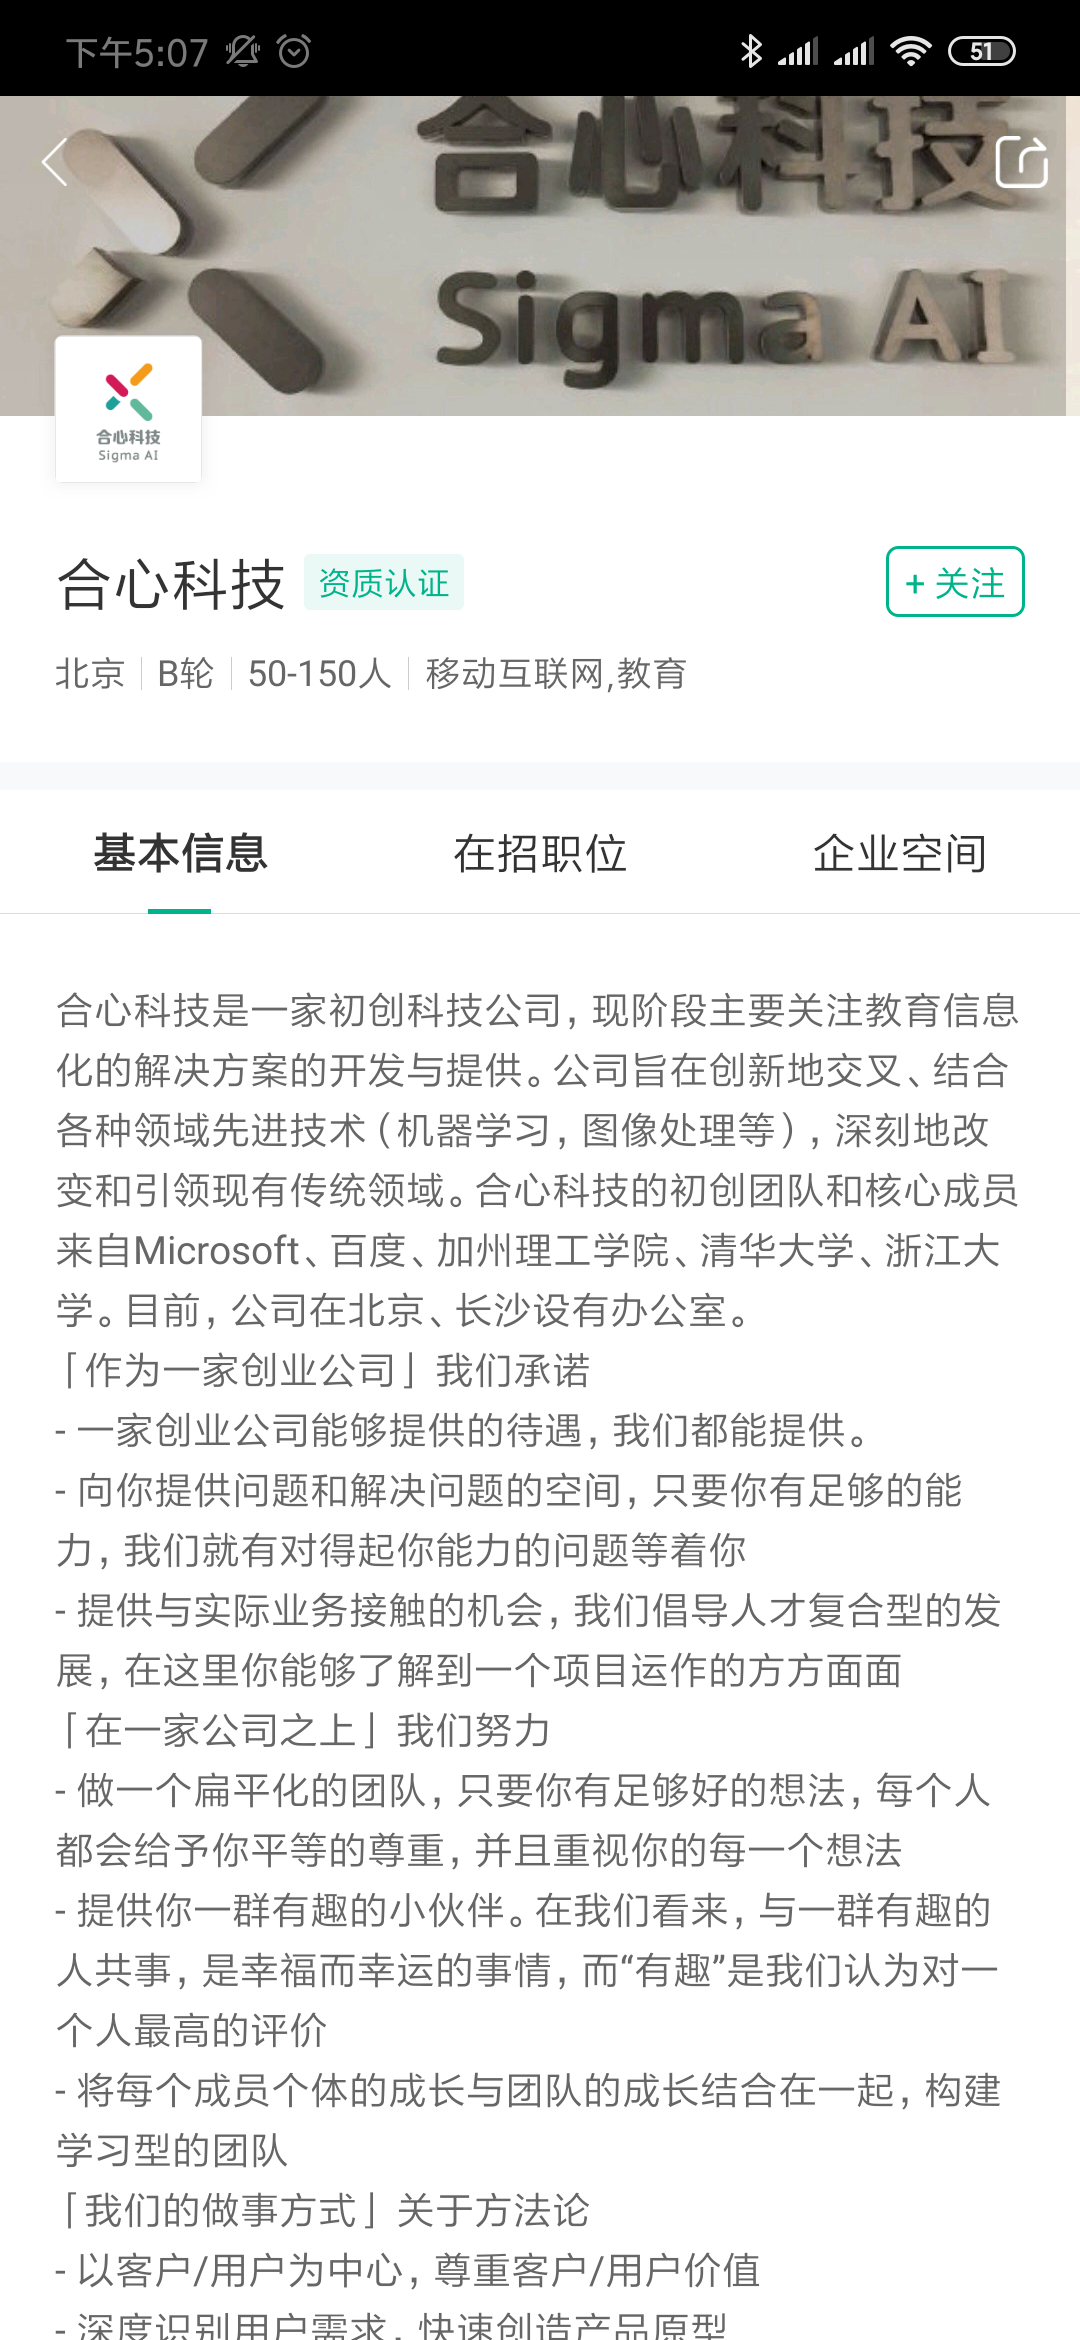 下午5:07
51
合心科技
Sigma AI
合心科技
Sigma AI
合心科技 资质认证
+ 关注
北京 B轮 50-150人 移动互联网,教育
基本信息 在招职位 企业空间
合心科技是一家初创科技公司，现阶段主要关注教育信息
化的解决方案的开发与提供。公司旨在创新地交叉、结合
各种领域先进技术（机器学习，图像处理等），深刻地改
变和引领现有传统领域。合心科技的初创团队和核心成员
来自Microsoft、百度、加州理工学院、清华大学、浙江大
学。目前，公司在北京、长沙设有办公室。
「作为一家创业公司」我们承诺
- 一家创业公司能够提供的待遇，我们都能提供。
- 向你提供问题和解决问题的空间，只要你有足够的能
力，我们就有对得起你能力的问题等着你
- 提供与实际业务接触的机会，我们倡导人才复合型的发
展，在这里你能够了解到一个项目运作的方方面面
「在一家公司之上」我们努力
- 做一个扁平化的团队，只要你有足够好的想法，每个人
都会给予你平等的尊重，并且重视你的每一个想法
- 提供你一群有趣的小伙伴。在我们看来，与一群有趣的
人共事，是幸福而幸运的事情，而“有趣”是我们认为对一
个人最高的评价
- 将每个成员个体的成长与团队的成长结合在一起，构建
学习型的团队
「我们的做事方式」关于方法论
- 以客户/用户为中心，尊重客户/用户价值
- 深度识别用户需求，快速创造产品原型